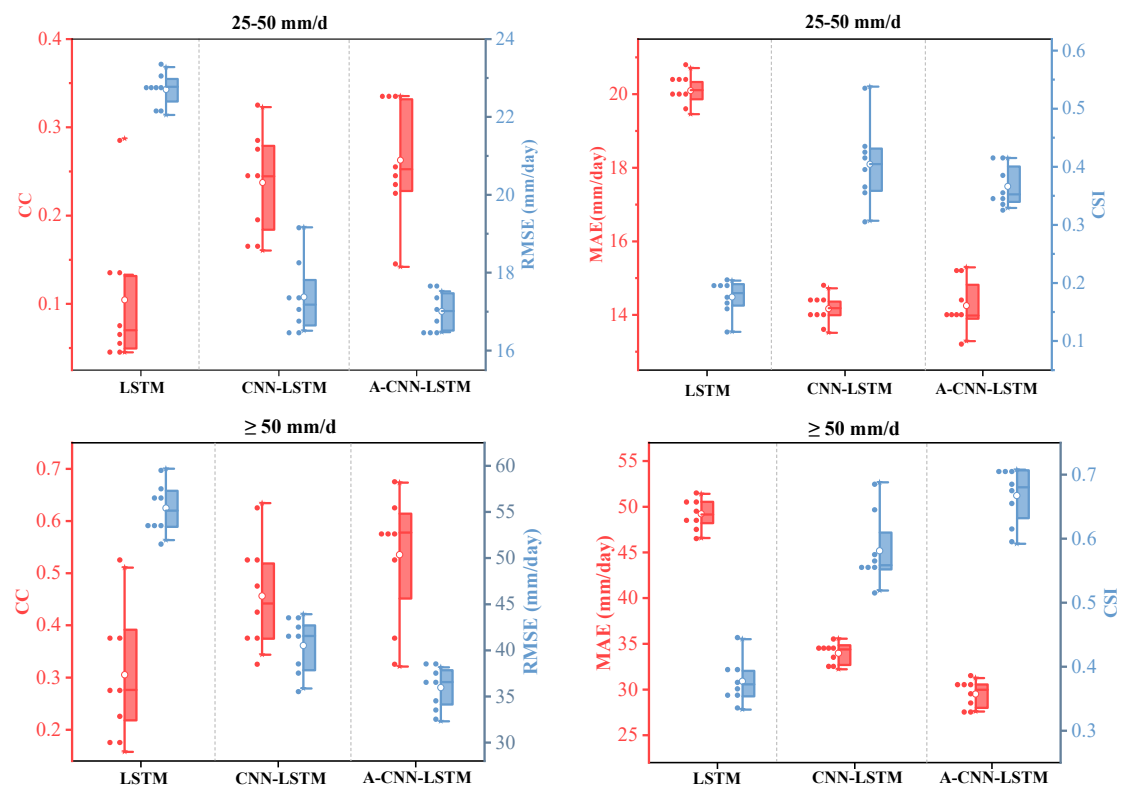 25-50 mm/d
0.4
0.3
0.2
0.1
CC
24
22
20
18
16
RMSE (mm/day)
LSTM
CNN-LSTM
A-CNN-LSTM
25-50 mm/d
20
18
16
14
MAE(mm/day)
0.6
0.5
0.4
0.3
0.2
0.1
CSI
LSTM
CNN-LSTM
A-CNN-LSTM
≥ 50 mm/d
0.7
0.6
0.5
0.4
0.3
0.2
CC
60
55
50
45
40
35
30
RMSE (mm/day)
LSTM
CNN-LSTM
A-CNN-LSTM
≥ 50 mm/d
55
50
45
40
35
30
25
MAE (mm/day)
0.7
0.6
0.5
0.4
0.3
CSI
LSTM
CNN-LSTM
A-CNN-LSTM